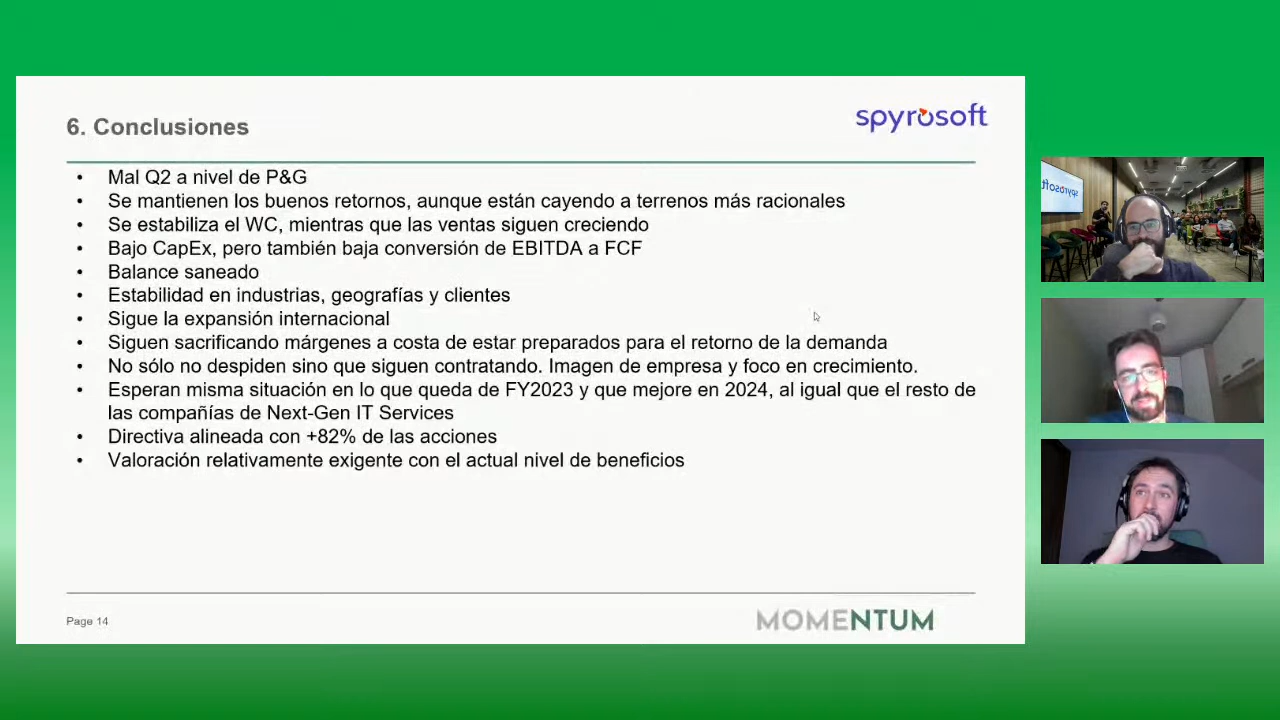 6. Conclusiones
spyrosoft
• Mal Q2 a nivel de P&G
• Se mantienen los buenos retornos, aunque están cayendo a terrenos más racionales
• Se estabiliza el WC, mientras que las ventas siguen creciendo
• Bajo CapEx, pero también baja conversión de EBITDA a FCF
• Balance saneado
• Estabilidad en industrias, geografías y clientes
• Sigue la expansión internacional
• Siguen sacrificando márgenes a costa de estar preparados para el retorno de la demanda
• No sólo no despiden sino que siguen contratando. Imagen de empresa y foco en crecimiento.
• Esperan misma situación en lo que queda de FY2023 y que mejore en 2024, al igual que el resto de
las compañías de Next-Gen IT Services
• Directiva alineada con +82% de las acciones
• Valoración relativamente exigente con el actual nivel de beneficios
Page 14
MOMENTUM
spyrosoft